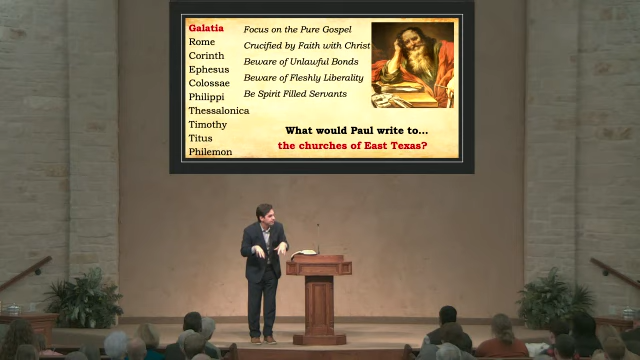 Galatia
Rome
Corinth
Ephesus
Colossae
Philippi
Thessalonica
Timothy
Titus
Philemon
Focus on the Pure Gospel
Crucified by Faith with Christ
Beware of Unlawful Bonds
Beware of Fleshly Liberality
Be Spirit Filled Servants
What would Paul write to...
the churches of East Texas?